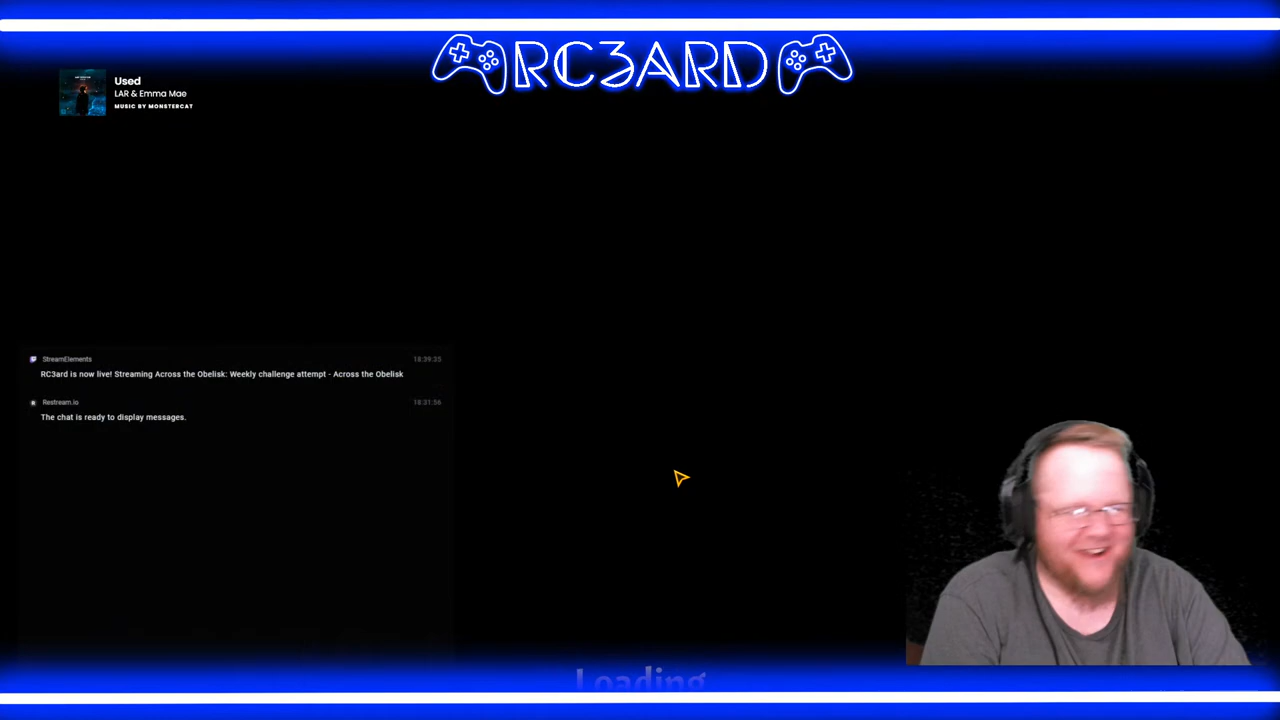 RC3ARD
Used
LAR & Emma Mae
MUSIC BY MONSTERCAT
StreamElements 18:39:35
RC3ard is now live! Streaming Across the Obelisk: Weekly challenge attempt - Across the Obelisk
Restream.io 18:31:56
The chat is ready to display messages.
Loading